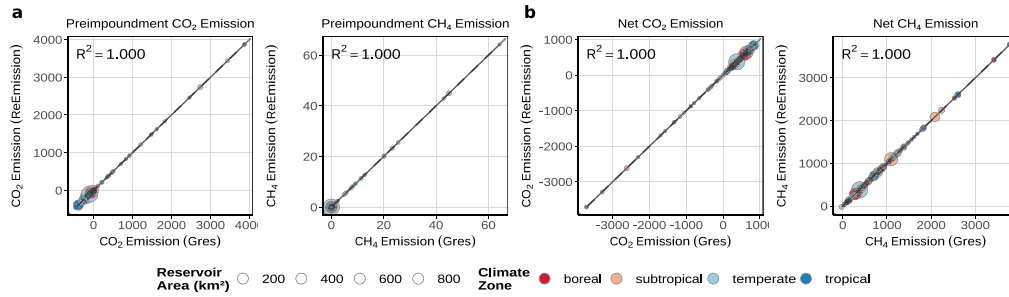 a
b
Preimpoundment CO₂ Emission
Preimpoundment CH₄ Emission
Net CO₂ Emission
Net CH₄ Emission
R² = 1.000
CO₂ Emission (ReEmission)
4000
3000
2000
1000
0
0
1000
2000
3000
4000
CO₂ Emission (Gres)
R² = 1.000
CH₄ Emission (ReEmission)
60
40
20
0
0
20
40
60
CH₄ Emission (Gres)
R² = 1.000
CO₂ Emission (ReEmission)
1000
0
-1000
-2000
-3000
-3000
-2000
-1000
0
1000
CO₂ Emission (Gres)
R² = 1.000
CH₄ Emission (ReEmission)
3000
2000
1000
0
0
1000
2000
3000
CH₄ Emission (Gres)
Reservoir
Area (km²)
200
400
600
800
Climate
Zone
boreal
subtropical
temperate
tropical